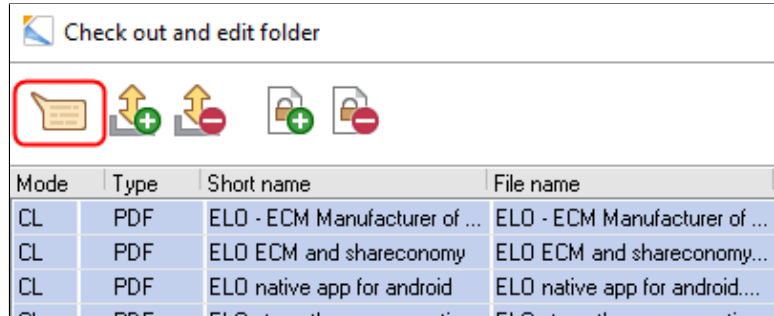 Check out and edit folder
Mode Type Short name File name
CL PDF ELO - ECM Manufacturer of ... ELO - ECM Manufacturer of ...
CL PDF ELO ECM and shareconomy ELO ECM and shareconomy...
CL PDF ELO native app for android ELO native app for android....